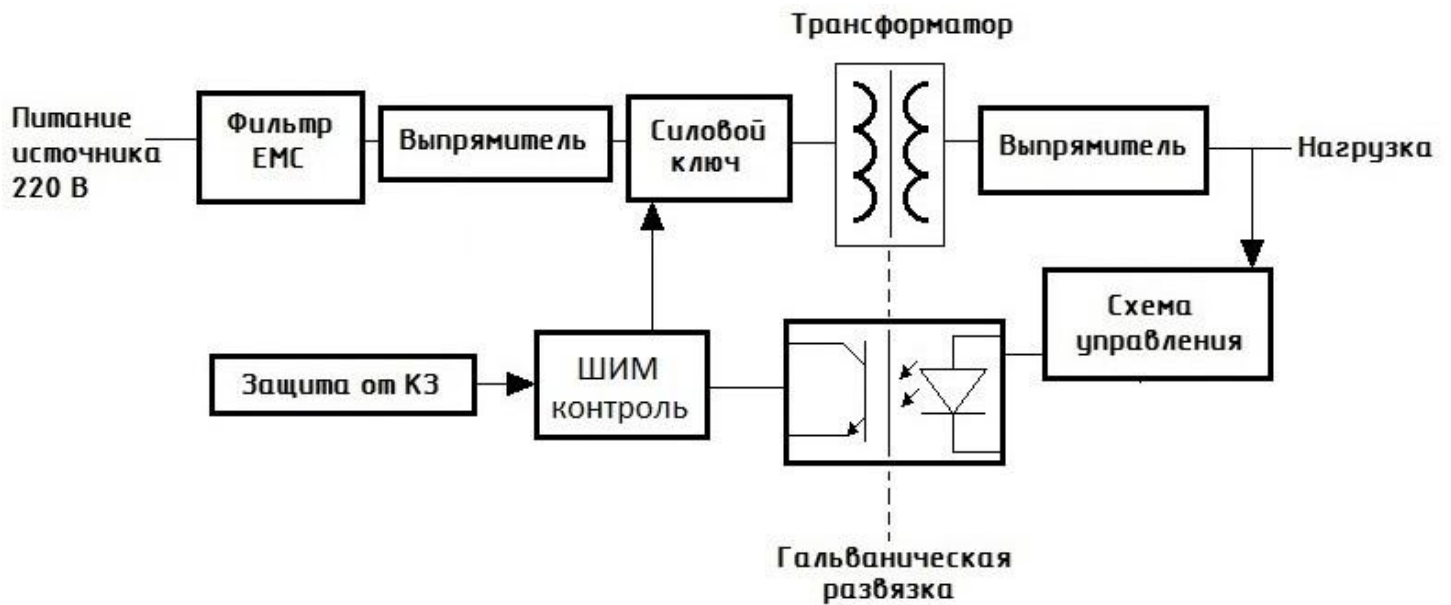 Трансформатор
Питание
источника
220 В
Фильтр
ЕМС
Выпрямитель
Силовой
ключ
Выпрямитель
Нагрузка
Схема
управления
Защита от КЗ
ШИМ
контроль
Гальваническая
развязка